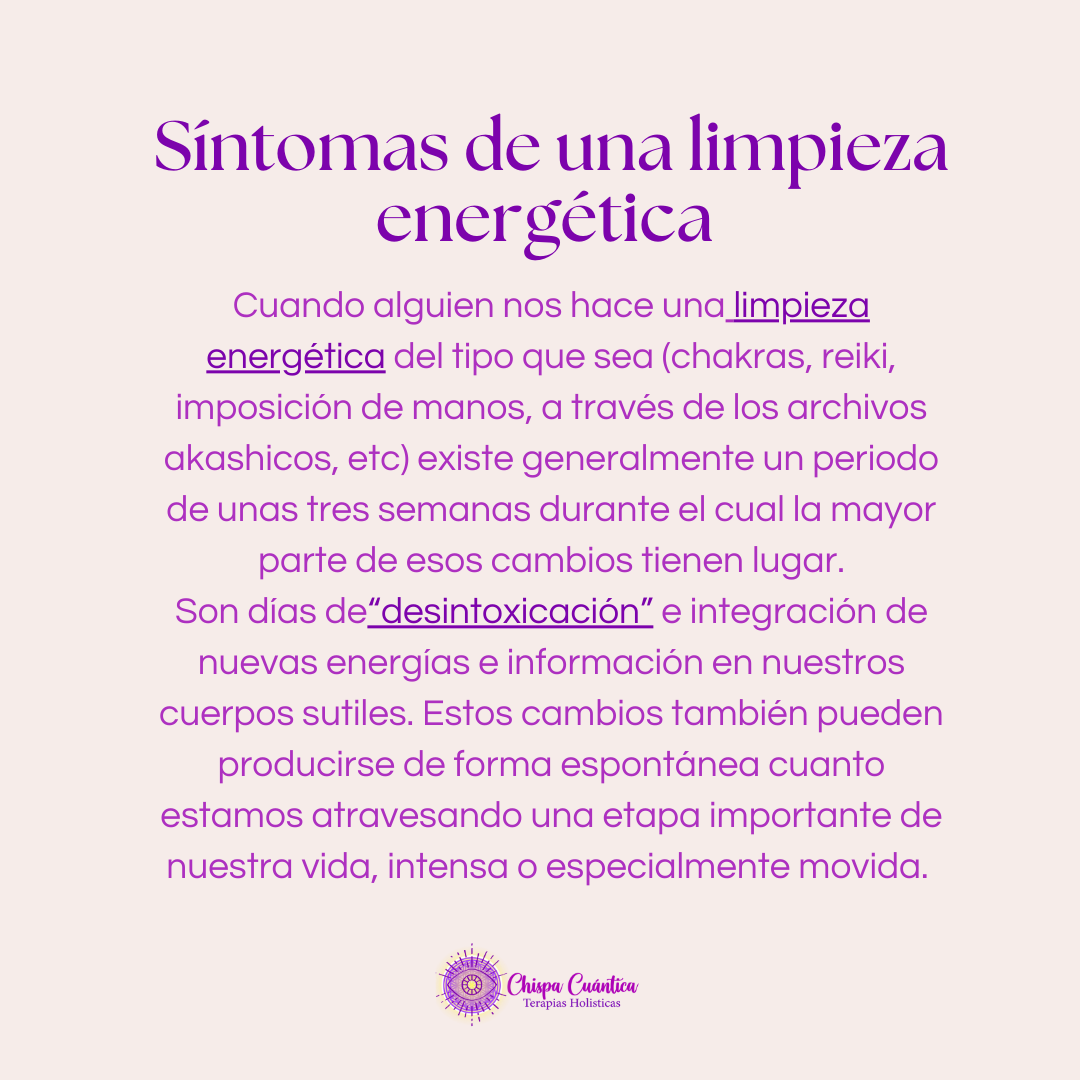 Síntomas de una limpieza
energética
Cuando alguien nos hace una limpieza
energética del tipo que sea (chakras, reiki,
imposición de manos, a través de los archivos
akashicos, etc) existe generalmente un periodo
de unas tres semanas durante el cual la mayor
parte de esos cambios tienen lugar.
Son días de“desintoxicación” e integración de
nuevas energías e información en nuestros
cuerpos sutiles. Estos cambios también pueden
producirse de forma espontánea cuanto
estamos atravesando una etapa importante de
nuestra vida, intensa o especialmente movida.
Chispa Cuántica
Terapias Holisticas